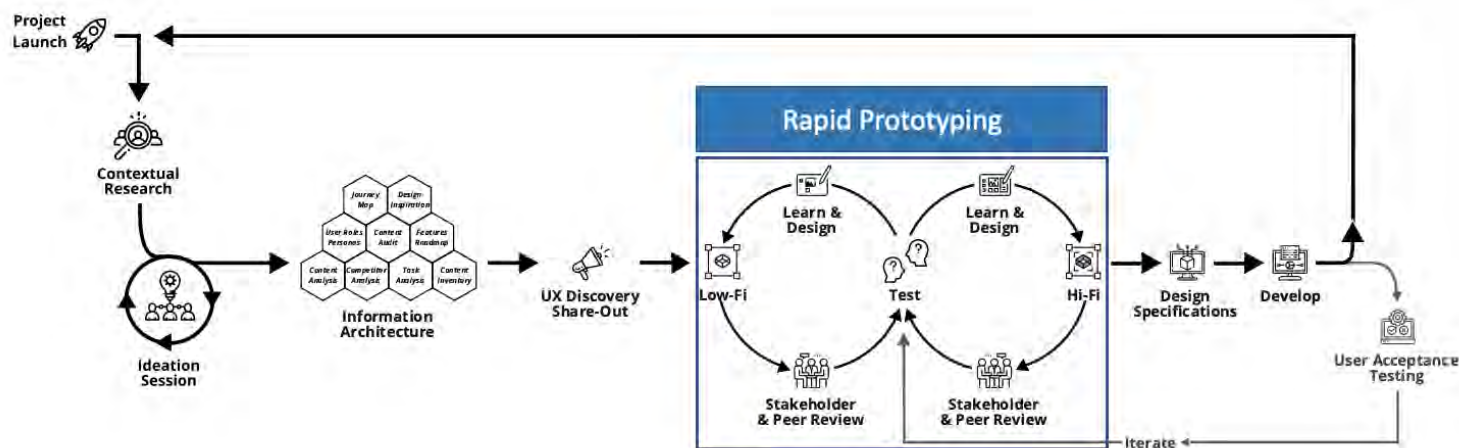 Project
Launch
Contextual
Research
Ideation
Session
Journey
Map
Design
Inspiration
User Roles
Personas
Content
Audit
Features
Roadmap
Content
Analysis
Competitor
Analysis
Task
Analysis
Content
Inventory
Information
Architecture
UX Discovery
Share-Out
Rapid Prototyping
Learn &
Design
Learn &
Design
Low-Fi
Test
Hi-Fi
Stakeholder
& Peer Review
Stakeholder
& Peer Review
Design
Specifications
Develop
User Acceptance
Testing
Iterate